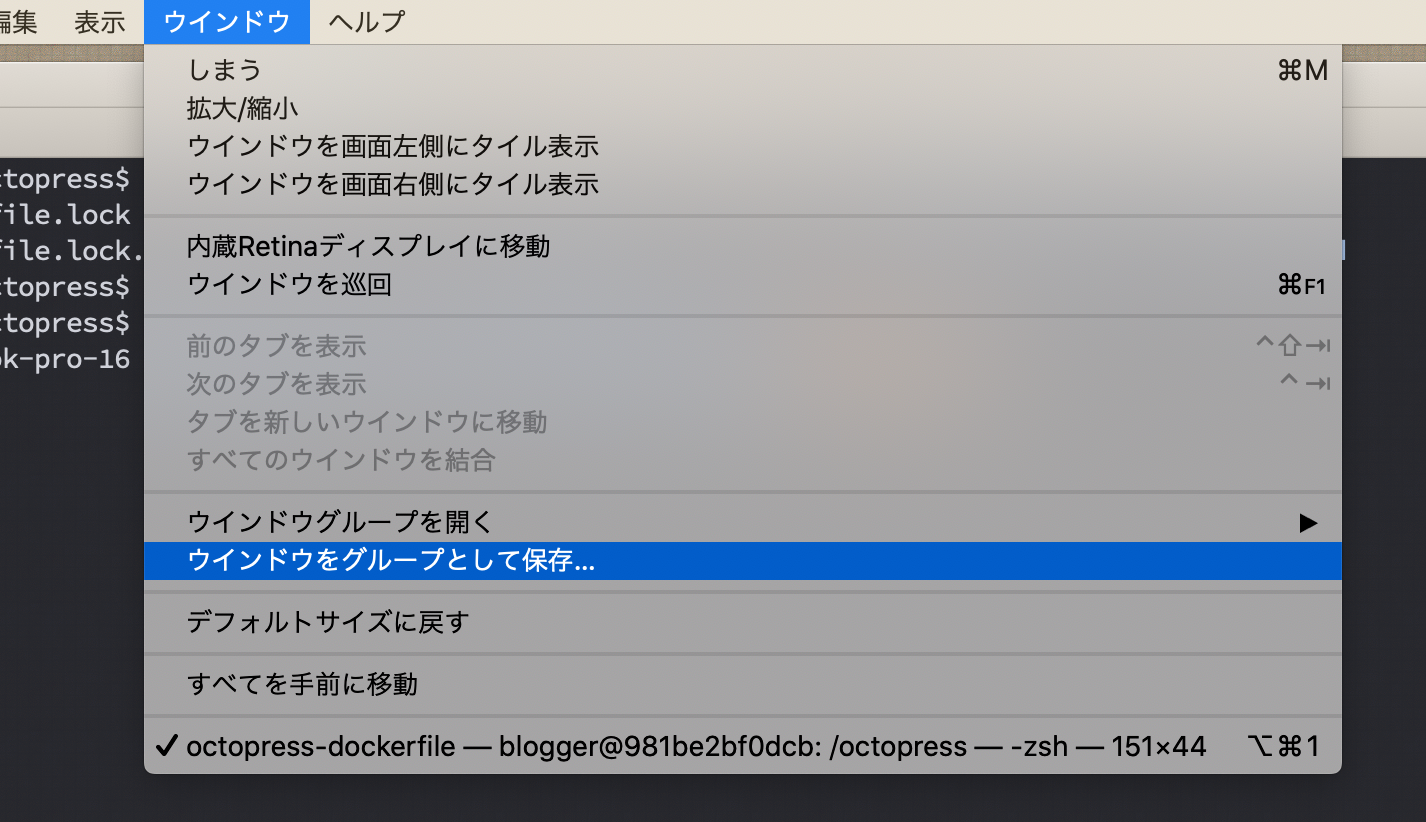 編集 表示 ウインドウ ヘルプ
しまう ⌘M
拡大/縮小
ウインドウを画面左側にタイル表示
ウインドウを画面右側にタイル表示
内蔵Retinaディスプレイに移動
ウインドウを巡回 ⌘F1
前のタブを表示 ^⇧⇥
次のタブを表示 ^⇥
タブを新しいウインドウに移動
すべてのウインドウを結合
ウインドウグループを開く ▶
ウインドウをグループとして保存...
デフォルトサイズに戻す
すべてを手前に移動
✓ octopress-dockerfile — blogger@981be2bf0dcb: /octopress — -zsh — 151×44 ⌥⌘1
ctopress$
file.lock
file.lock.
ctopress$
ctopress$
ok-pro-16